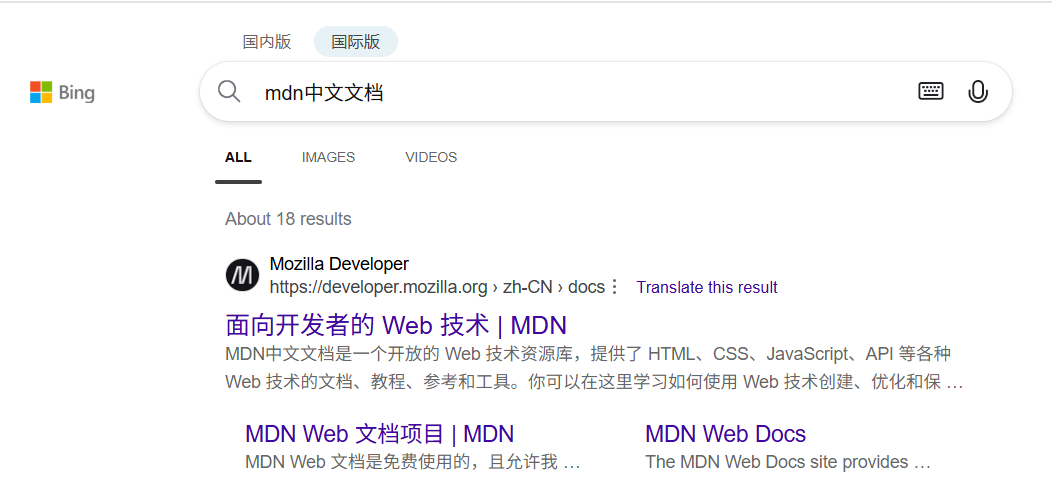 国内版 国际版
Bing
mdn中文文档
ALL IMAGES VIDEOS
About 18 results
Mozilla Developer
https://developer.mozilla.org › zh-CN › docs Translate this result
面向开发者的 Web 技术 | MDN
MDN中文文档是一个开放的 Web 技术资源库，提供了 HTML、CSS、JavaScript、API 等各种
Web 技术的文档、教程、参考和工具。你可以在这里学习如何使用 Web 技术创建、优化和保 …
MDN Web 文档项目 | MDN
MDN Web 文档是免费使用的，且允许我 …
MDN Web Docs
The MDN Web Docs site provides …